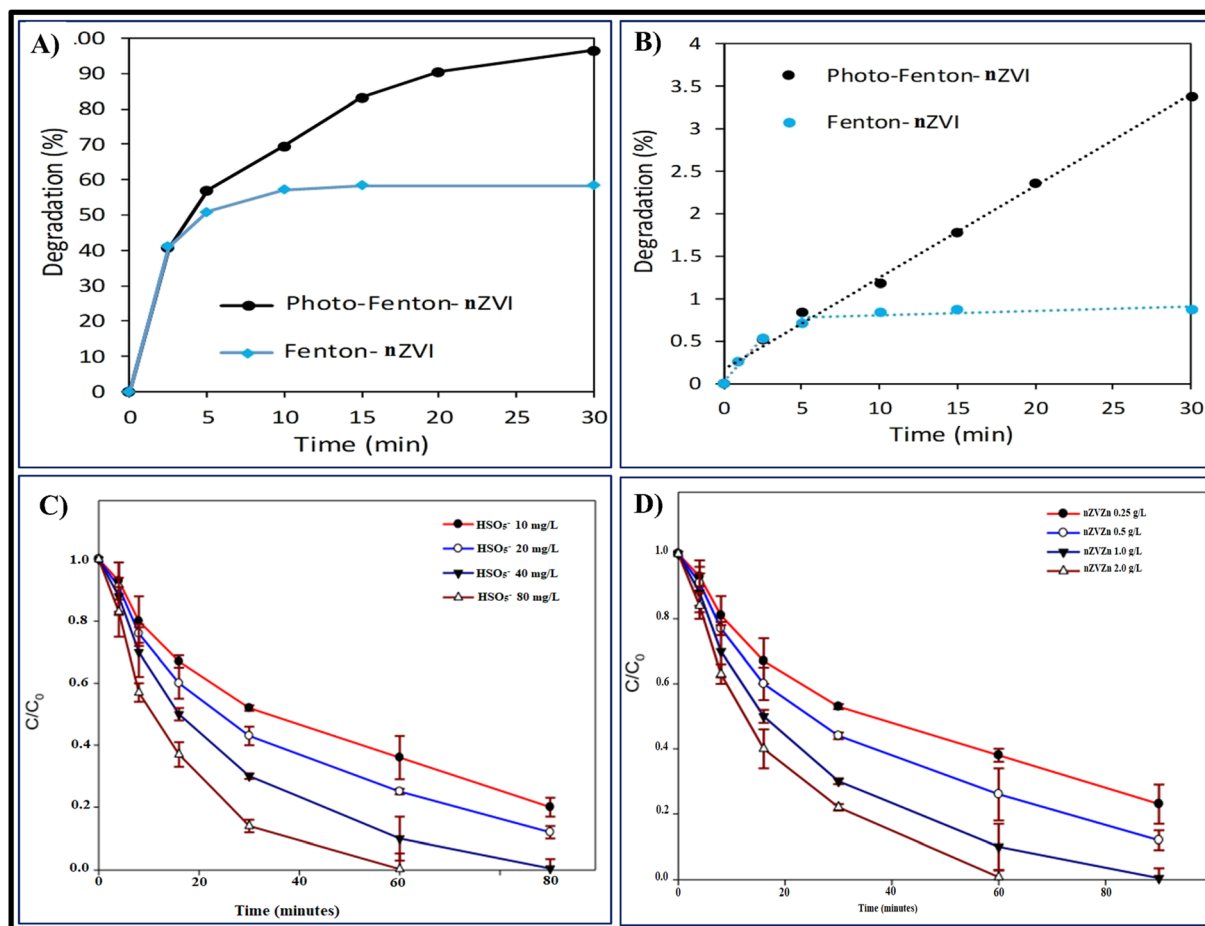 A)
.00
90
80
70
60
50
40
30
20
10
0
Degradation (%)
Photo-Fenton-nZVI
Fenton-nZVI
0 5 10 15 20 25 30
Time (min)
B)
4
3.5
3
2.5
2
1.5
1
0.5
0
Degradation (%)
Photo-Fenton-nZVI
Fenton-nZVI
0 5 10 15 20 25 30
Time (min)
C)
HSO₅⁻ 10 mg/L
HSO₅⁻ 20 mg/L
HSO₅⁻ 40 mg/L
HSO₅⁻ 80 mg/L
1.0
0.8
0.6
0.4
0.2
0.0
C/C₀
0 20 40 60 80
Time (minutes)
D)
nZVZn 0.25 g/L
nZVZn 0.5 g/L
nZVZn 1.0 g/L
nZVZn 2.0 g/L
1.0
0.8
0.6
0.4
0.2
0.0
C/C₀
0 20 40 60 80
Time (minutes)